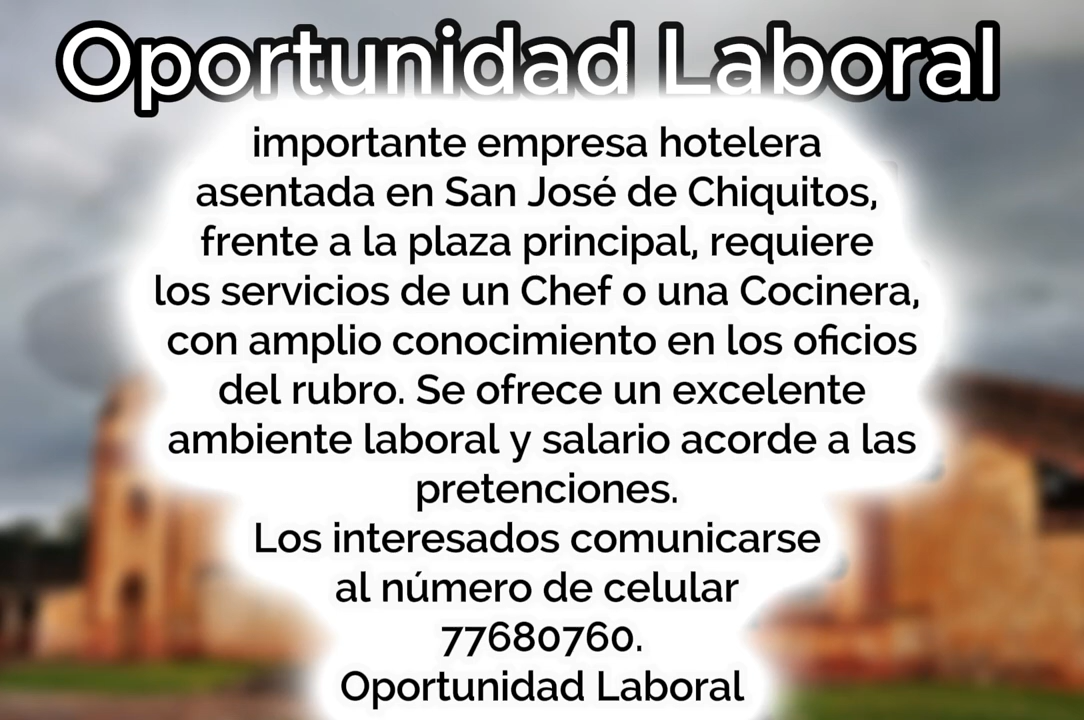 Oportunidad Laboral
importante empresa hotelera
asentada en San José de Chiquitos,
frente a la plaza principal, requiere
los servicios de un Chef o una Cocinera,
con amplio conocimiento en los oficios
del rubro. Se ofrece un excelente
ambiente laboral y salario acorde a las
pretenciones.
Los interesados comunicarse
al número de celular
77680760.
Oportunidad Laboral